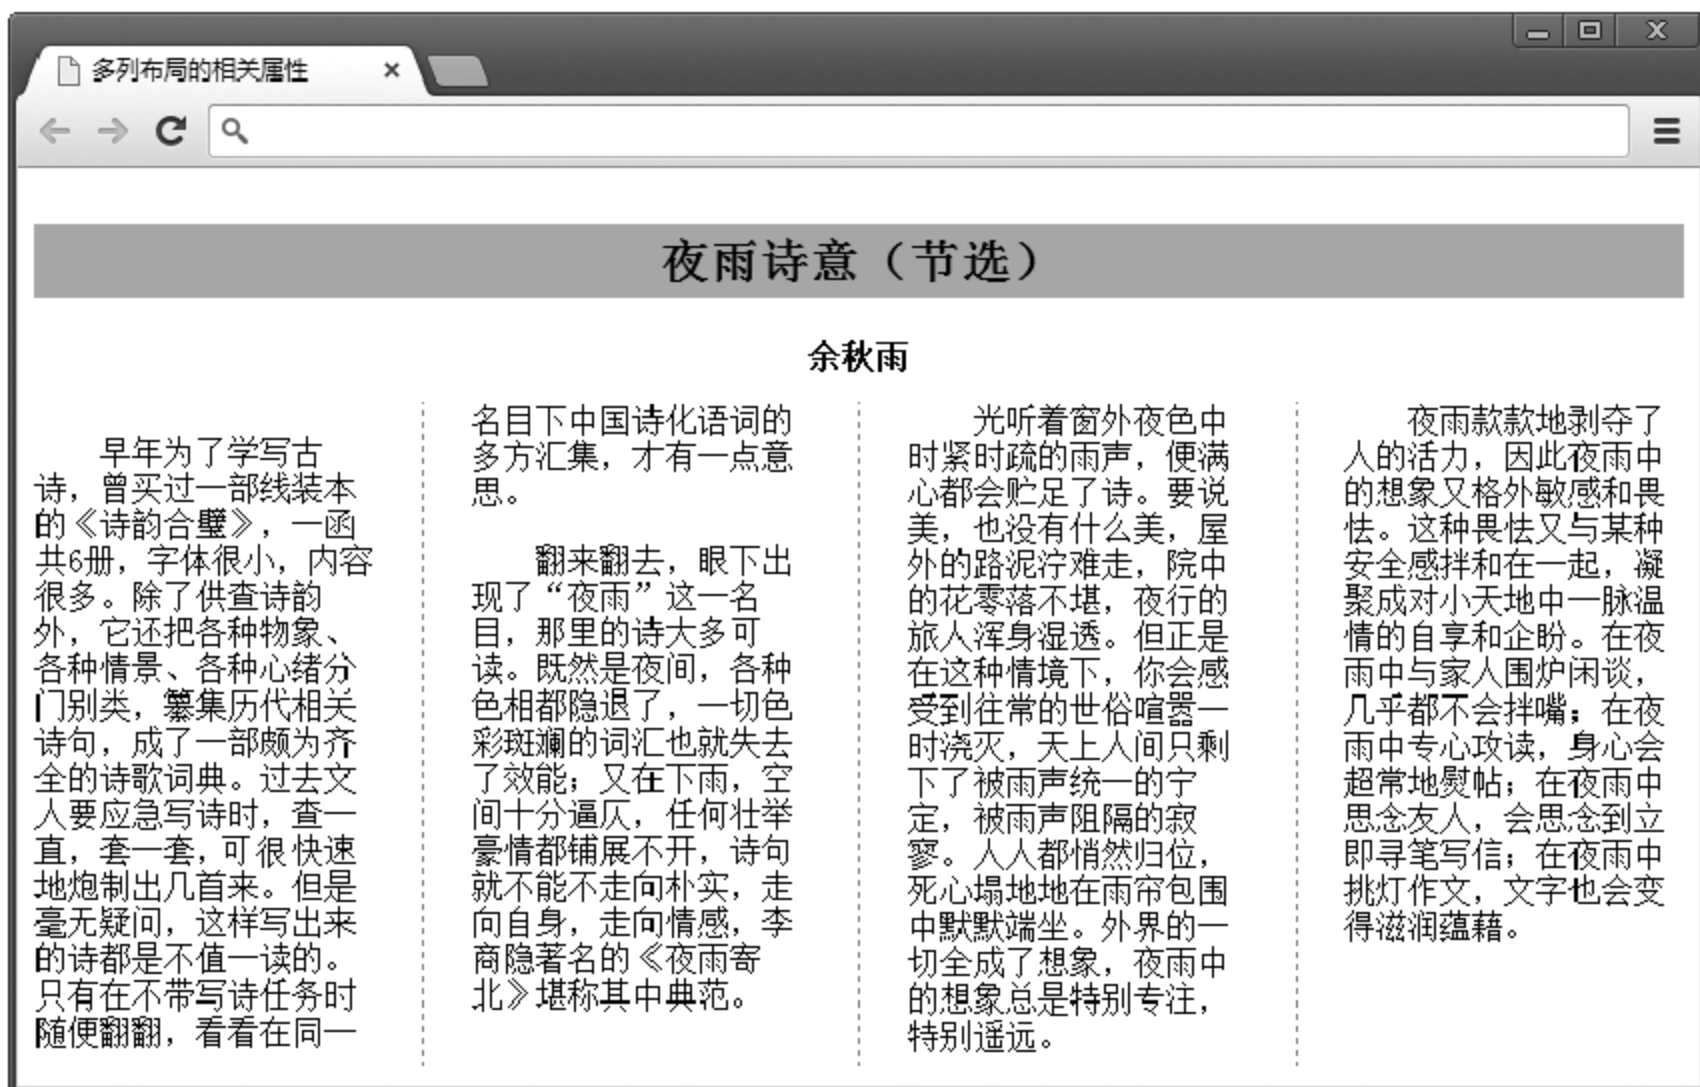 多列布局的相关属性
夜雨诗意（节选）
余秋雨
早年为了学写古
诗，曾买过一部线装本
的《诗韵合璧》，一函
共6册，字体很小，内容
很多。除了供查诗韵
外，它还把各种物象、
各种情景、各种心绪分
门别类，纂集历代相关
诗句，成了一部颇为齐
全的诗歌词典。过去文
人要应急写诗时，查一
直，套一套，可很快速
地炮制出几首来。但是
毫无疑问，这样写出来
的诗都是不值一读的。
只有在不带写诗任务时
随便翻翻，看看在同一
名目下中国诗化语词的
多方汇集，才有一点意
思。
翻来翻去，眼下出
现了“夜雨”这一名
目，那里的诗大多可
读。既然是夜间，各种
色相都隐退了，一切色
彩斑斓的词汇也就失去
了效能；又在下雨，空
间十分逼仄，任何壮举
豪情都铺展不开，诗句
就不能不走向朴实，走
向自身，走向情感，李
商隐著名的《夜雨寄
北》堪称其中典范。
光听着窗外夜色中
时紧时疏的雨声，便满
心都会贮足了诗。要说
美，也没有什么美，屋
外的路泥泞难走，院中
的花零落不堪，夜行的
旅人浑身湿透。但正是
在这种情境下，你会感
受到往常的世俗喧嚣一
时浇灭，天上人间只剩
下了被雨声统一的宁
定，被雨声阻隔的寂
寥。人人都悄然归位，
死心塌地地在雨帘包围
中默默端坐。外界的一
切全成了想象，夜雨中
的想象总是特别专注，
特别遥远。
夜雨款款地剥夺了
人的活力，因此夜雨中
的想象又格外敏感和畏
怯。这种畏怯又与某种
安全感拌和在一起，凝
聚成对小天地中一脉温
情的自享和企盼。在夜
雨中与家人围炉闲谈，
几乎都不会拌嘴；在夜
雨中专心攻读，身心会
超常地熨帖；在夜雨中
思念友人，会思念到立
即寻笔写信；在夜雨中
挑灯作文，文字也会变
得滋润蕴藉。